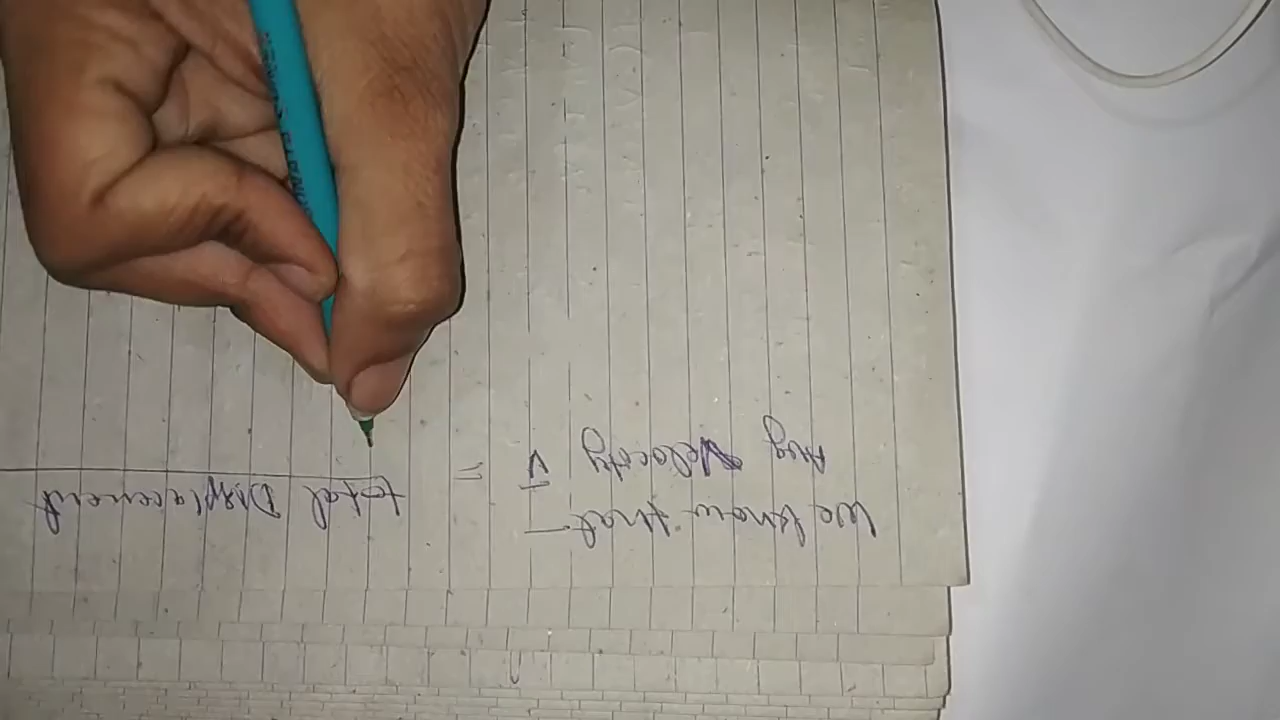 We know that –
Avg Velocity v̅ = total Displacement